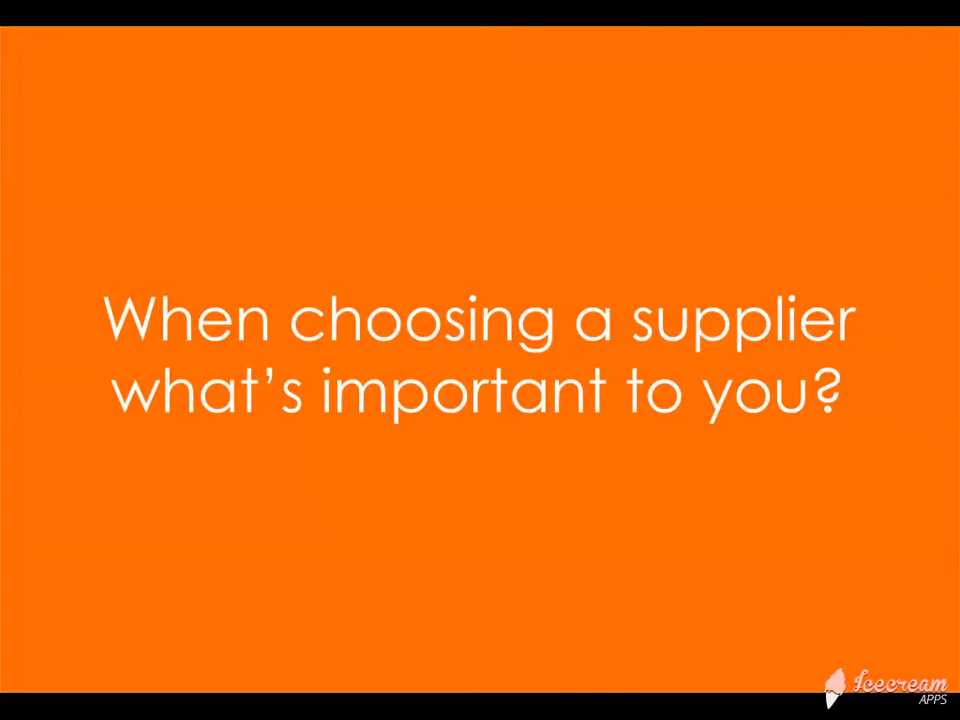 When choosing a supplier
what's important to you?
Icecream
APPS